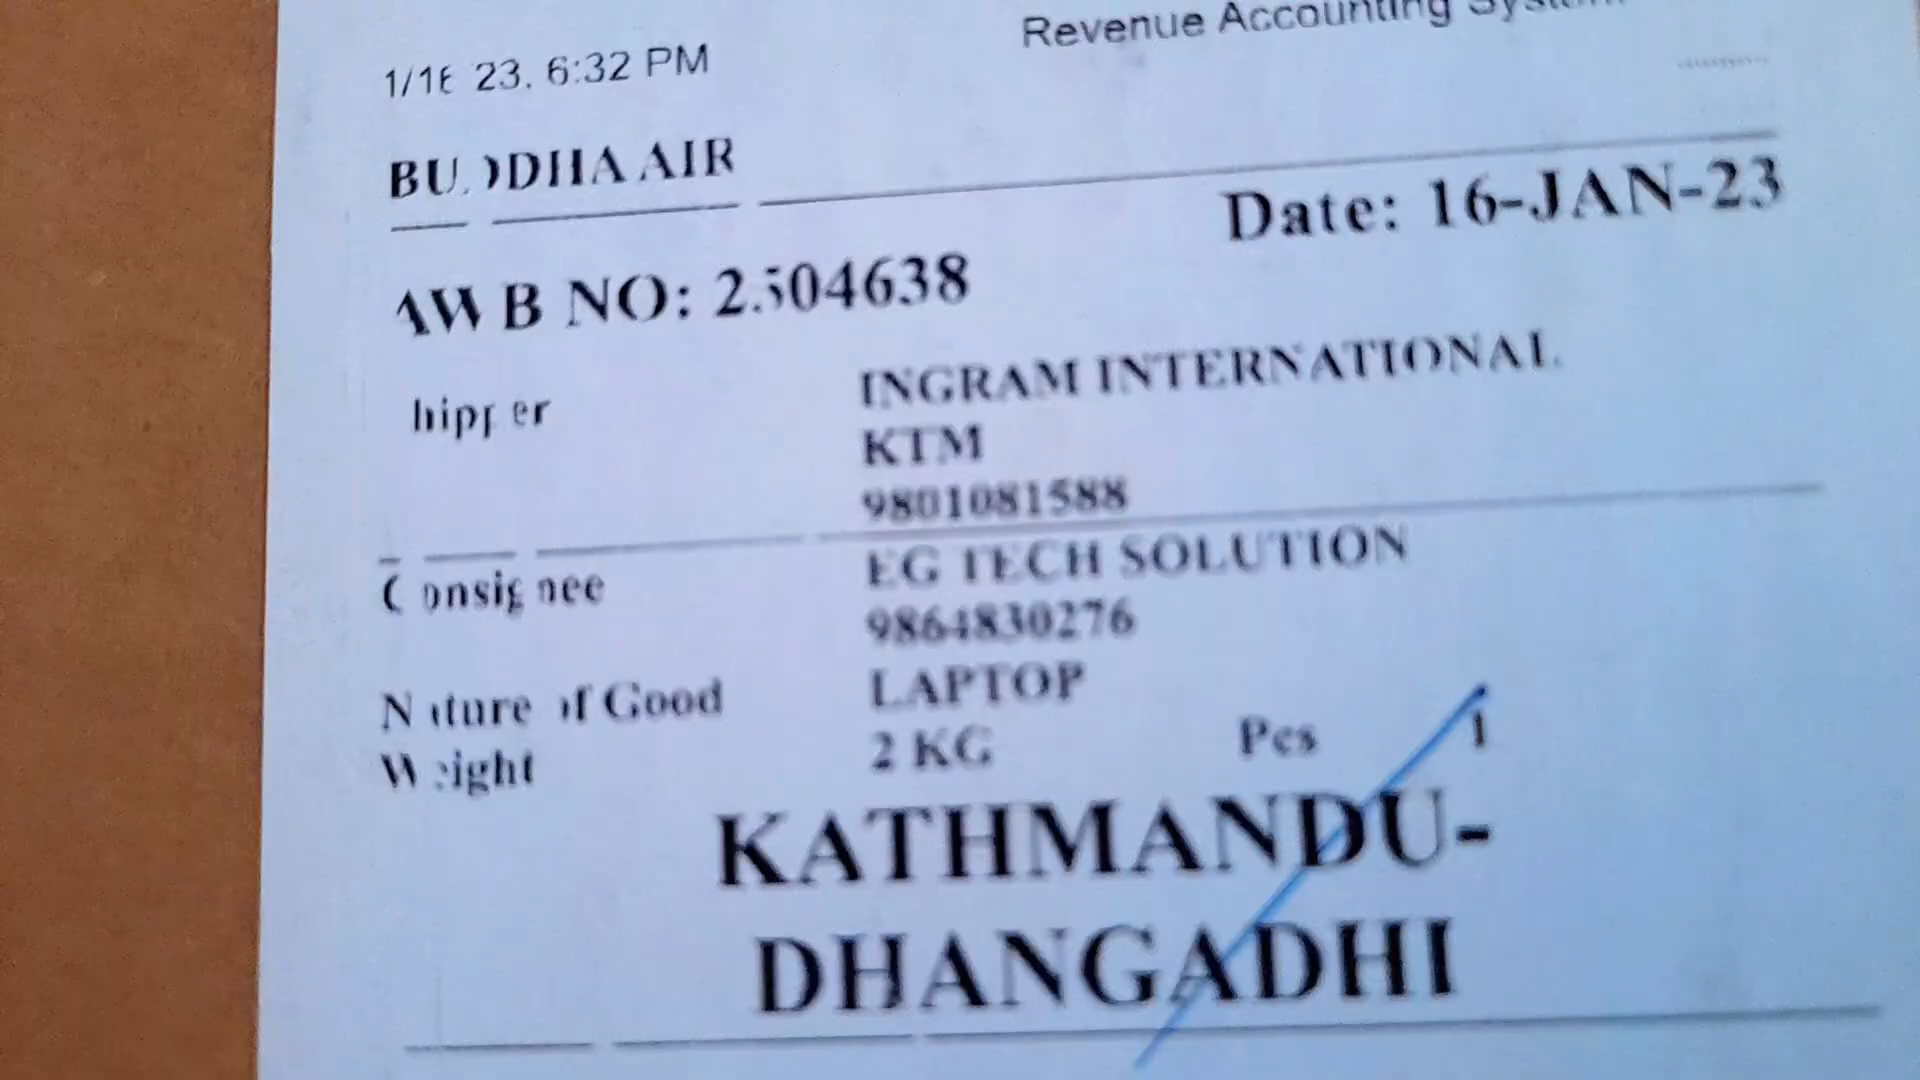 Revenue Accounting System
1/16/23, 6:32 PM
BUDDHA AIR
Date: 16-JAN-23
AWB NO: 2504638
Shipper INGRAM INTERNATIONAL
KTM
9801081588
Consignee EG TECH SOLUTION
9864830276
Nature of Good LAPTOP
Weight 2 KG Pcs 1
KATHMANDU-
DHANGADHI